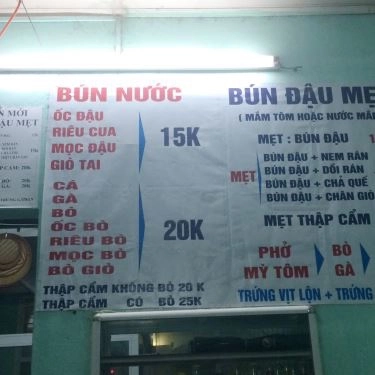 BÚN NƯỚC
ỐC ĐẬU
RIÊU CUA
MỌC ĐẬU
GIÒ TAI
15K
CÁ
GÀ
BÒ
ỐC BÒ
RIÊU BÒ
MỌC BÒ
BÒ GIÒ
20K
THẬP CẨM KHÔNG BÒ 20 K
THẬP CẨM CÓ BÒ 25K
BÚN ĐẬU MẸ
( MẮM TÔM HOẶC NƯỚC MẮ
MẸT : BÚN ĐẬU 1
MẸT
BÚN ĐẬU + NEM RÁN
BÚN ĐẬU + DỒI RÁN
BÚN ĐẬU + CHẢ QUẾ
BÚN ĐẬU + CHÂN GIÒ
MẸT THẬP CẨM
PHỞ
MỲ TÔM
BÒ
GÀ
TRỨNG VỊT LỘN + TRỨNG
MỚI
ẬU MẸT